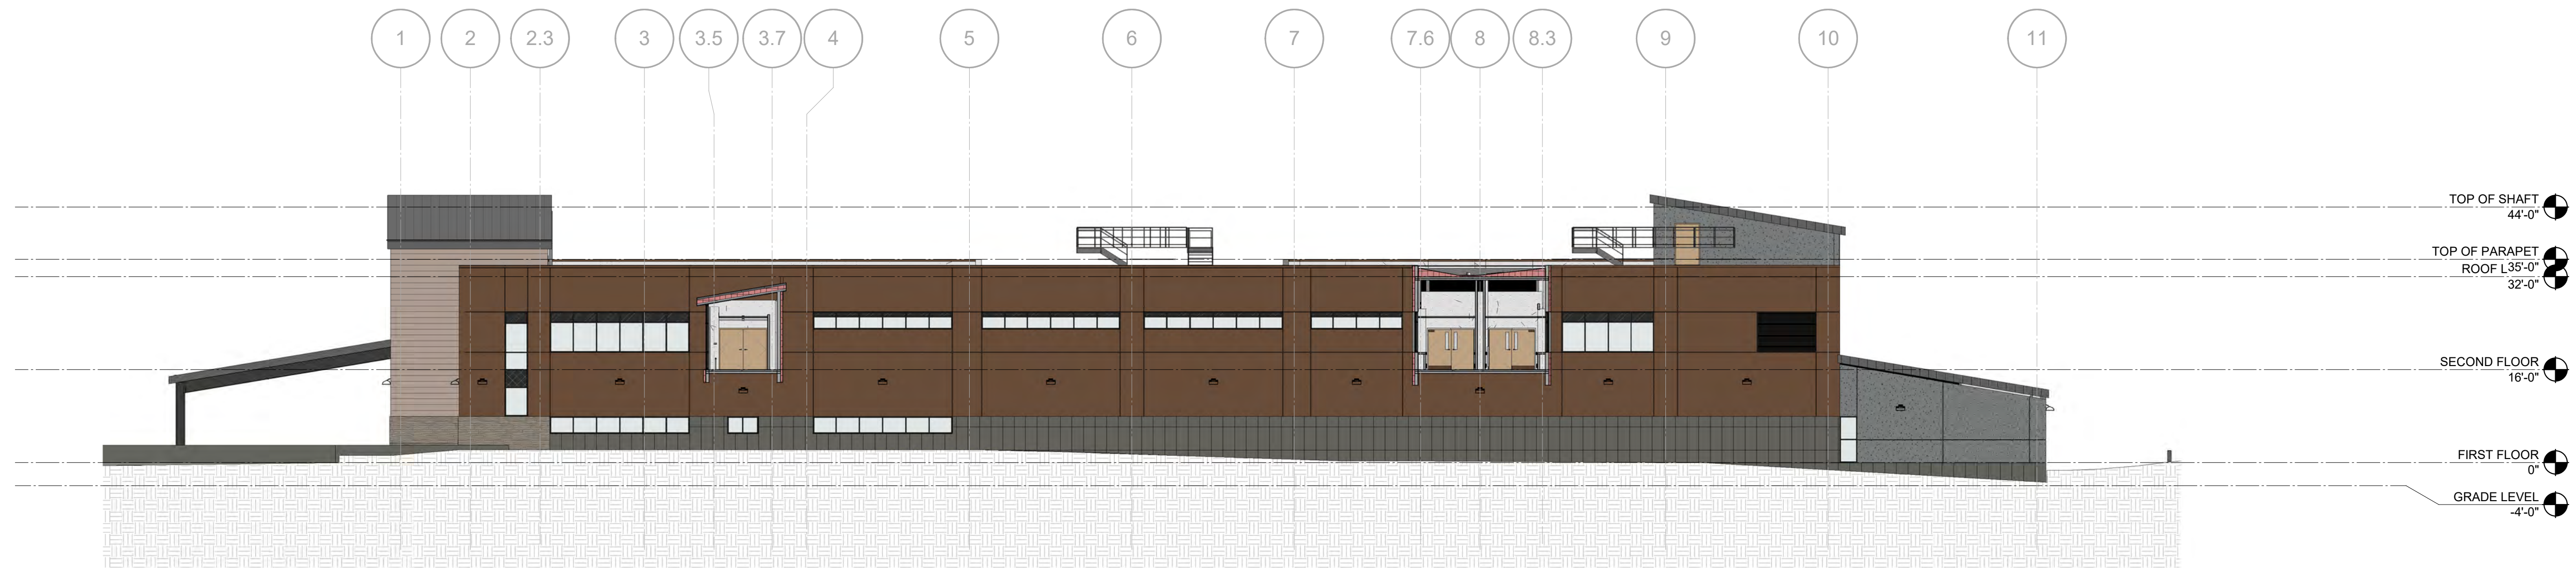 1 2 2.3 3 3.5 3.7 4 5 6 7 7.6 8 8.3 9 10 11
TOP OF SHAFT
44'-0"
TOP OF PARAPET
35'-0"
ROOF L
32'-0"
SECOND FLOOR
16'-0"
FIRST FLOOR
0"
GRADE LEVEL
-4'-0"